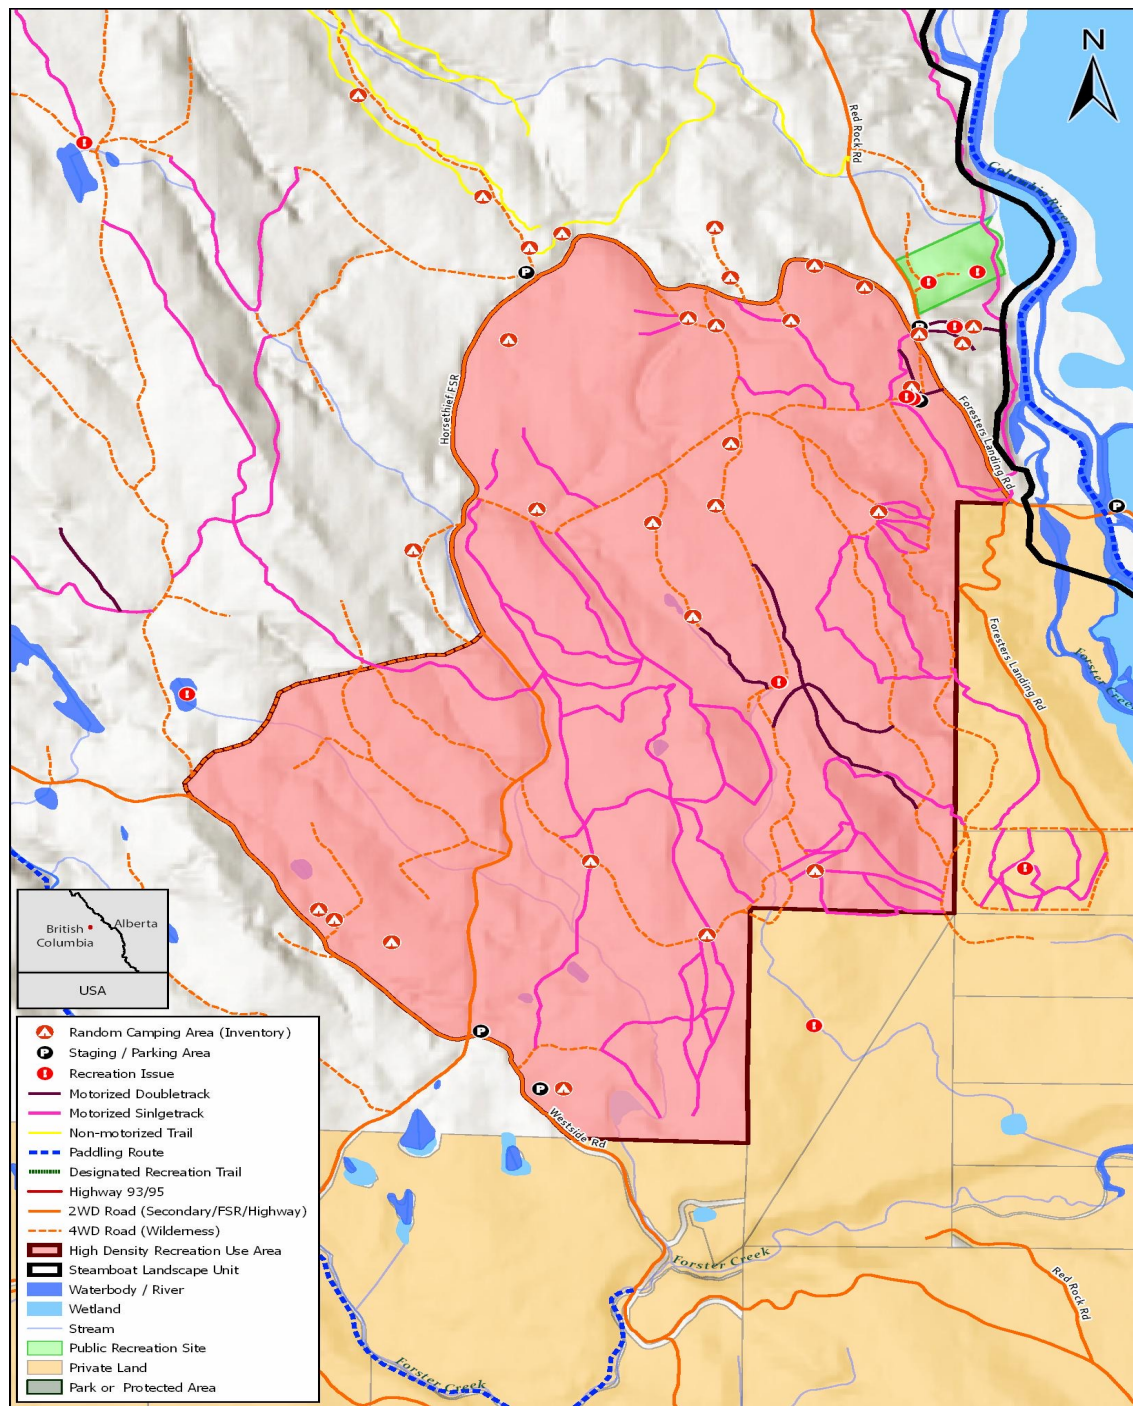 N
Red Rock Rd
Columbia River
Horsethief FSR
Foresters Landing Rd
P
P
P
P
Foresters Landing Rd
Forster Creek
British
Columbia
Alberta
USA
P
P
Westside Rd
Forster Creek
Red Rock Rd
Forster Creek
Random Camping Area (Inventory)
P Staging / Parking Area
Recreation Issue
Motorized Doubletrack
Motorized Sinlgetrack
Non-motorized Trail
Paddling Route
Designated Recreation Trail
Highway 93/95
2WD Road (Secondary/FSR/Highway)
4WD Road (Wilderness)
High Density Recreation Use Area
Steamboat Landscape Unit
Waterbody / River
Wetland
Stream
Public Recreation Site
Private Land
Park or Protected Area